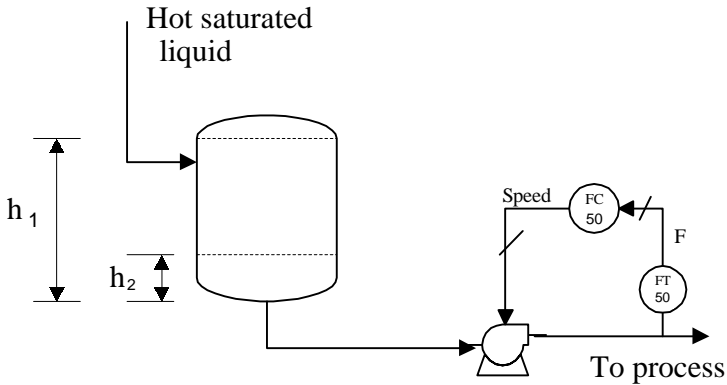 Hot saturated
liquid
h1
h2
Speed
FC
50
F
FT
50
To process